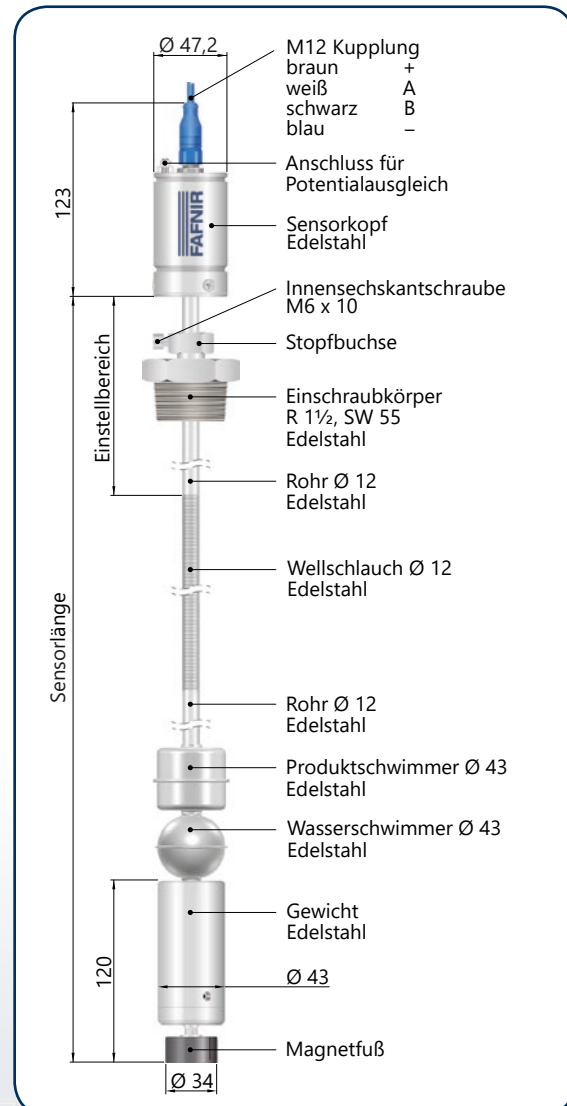 Ø 47,2
M12 Kupplung
braun +
weiß A
schwarz B
blau –
Anschluss für
Potentialausgleich
123
FAFNIR
Sensorkopf
Edelstahl
Innensechskantschraube
M6 x 10
Stopfbuchse
Einstellbereich
Einschraubkörper
R 1½, SW 55
Edelstahl
Rohr Ø 12
Edelstahl
Wellschlauch Ø 12
Edelstahl
Sensorlänge
Rohr Ø 12
Edelstahl
Produktschwimmer Ø 43
Edelstahl
Wasserschwimmer Ø 43
Edelstahl
Gewicht
Edelstahl
120
Ø 43
Magnetfuß
Ø 34